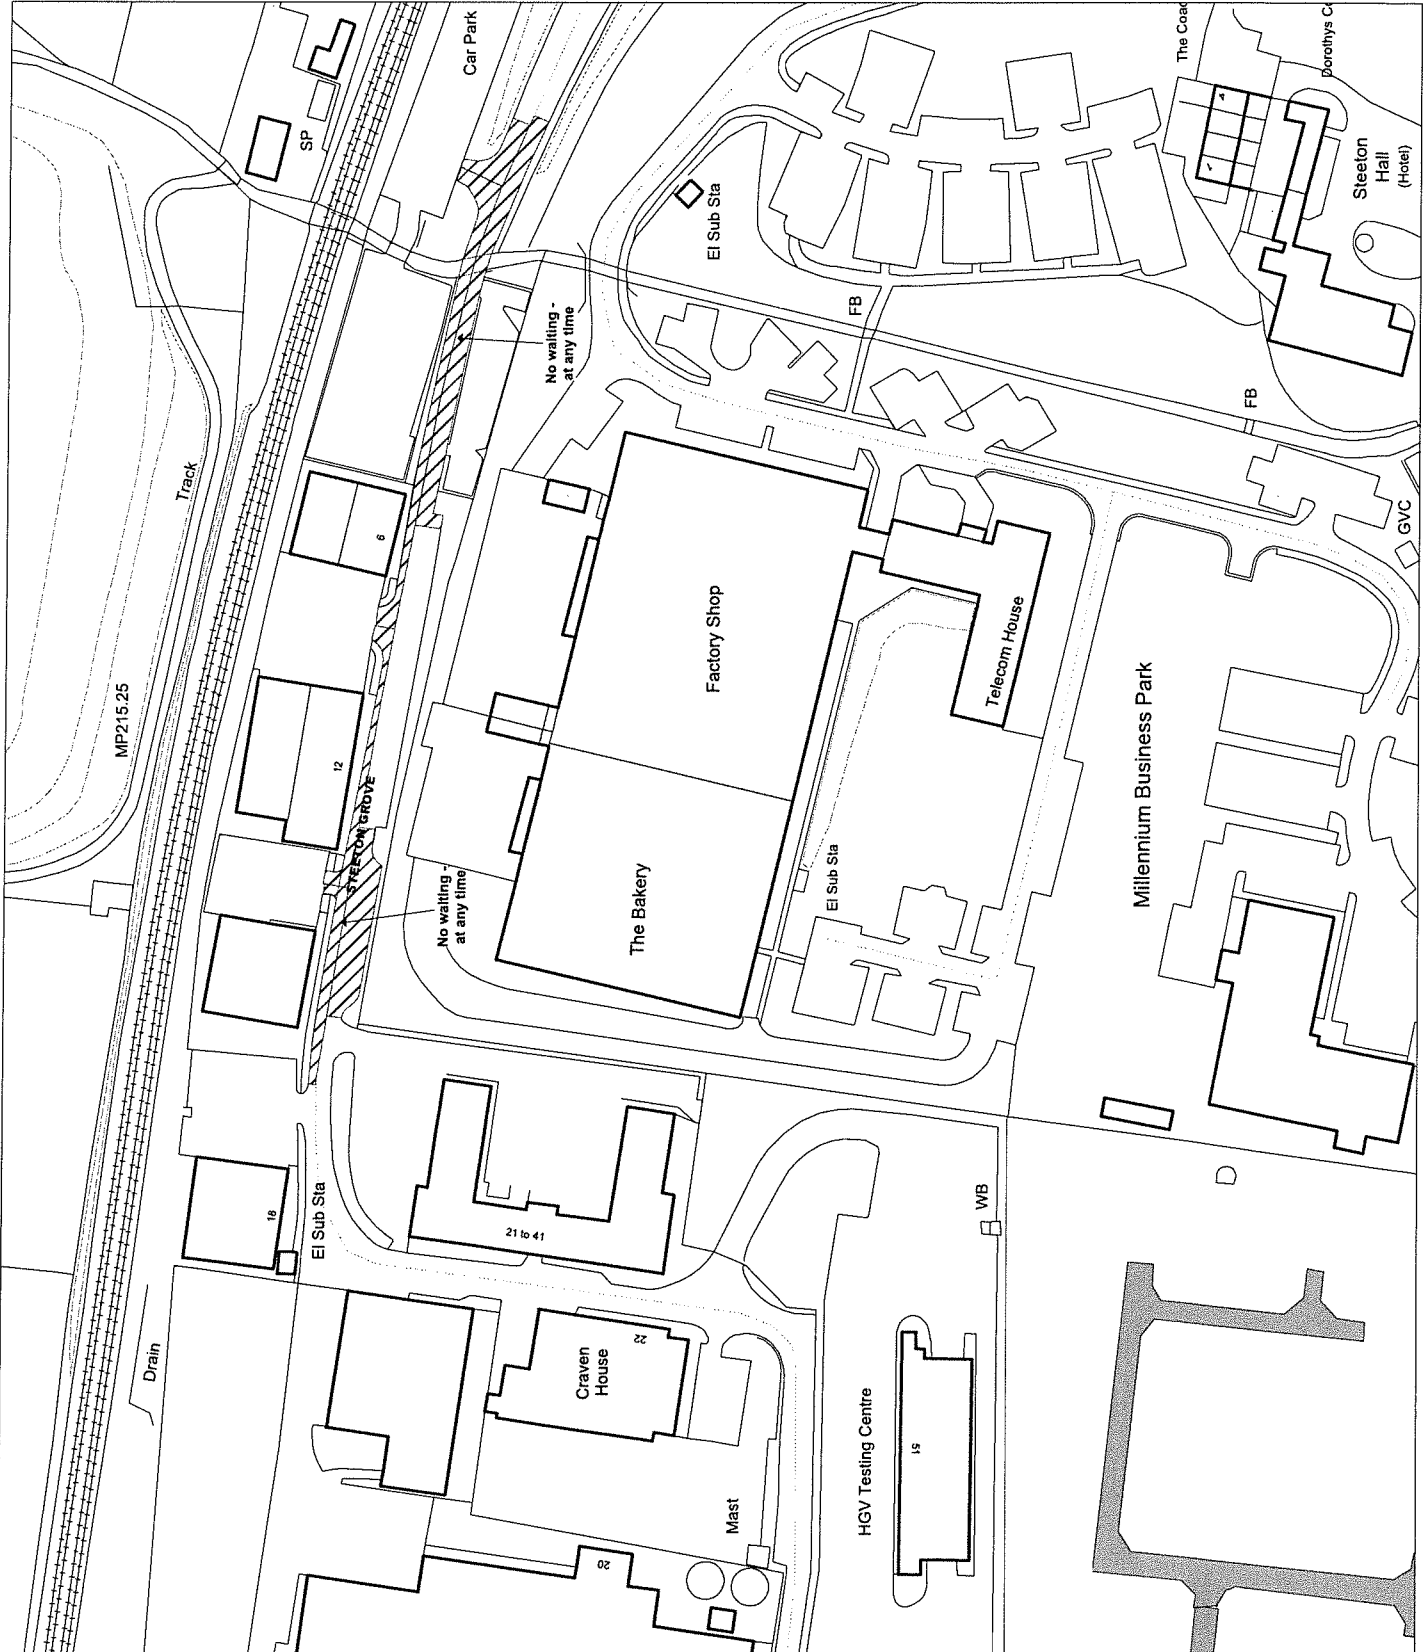 Car Park
SP
Track
MP215.25
El Sub Sta
FB
FB
GVC
The Coac
Dorothys Co
Steeton
Hall
(Hotel)
No waiting -
at any time
6
12
STEETON GROVE
No waiting -
at any time
Factory Shop
The Bakery
Telecom House
El Sub Sta
Millennium Business Park
18
El Sub Sta
21 to 41
WB
Drain
Craven
House
22
20
Mast
HGV Testing Centre
51